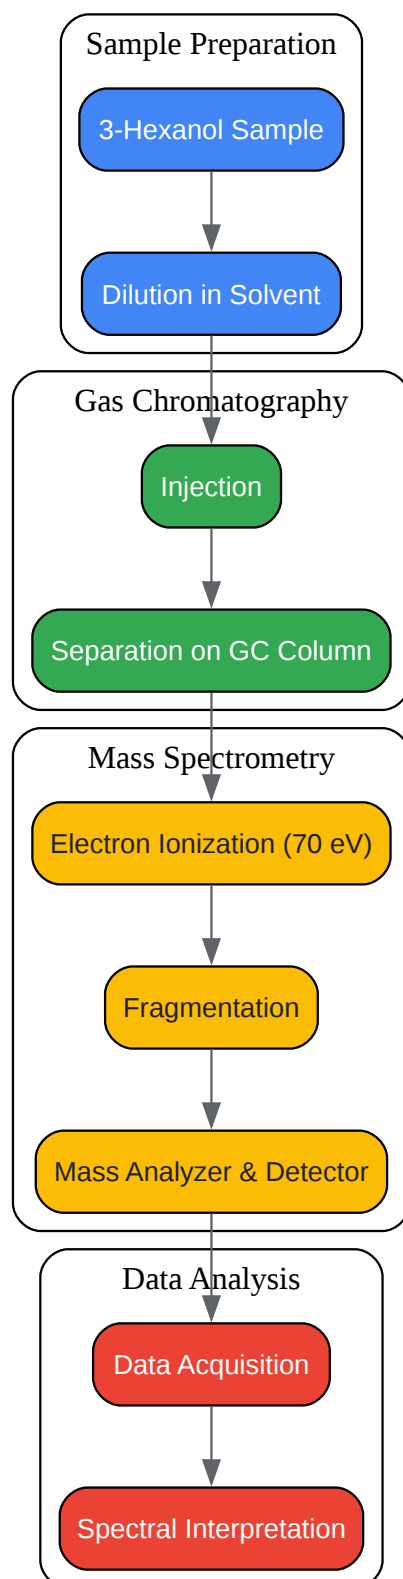 Sample Preparation
3-Hexanol Sample
Dilution in Solvent
Gas Chromatography
Injection
Separation on GC Column
Mass Spectrometry
Electron Ionization (70 eV)
Fragmentation
Mass Analyzer & Detector
Data Analysis
Data Acquisition
Spectral Interpretation